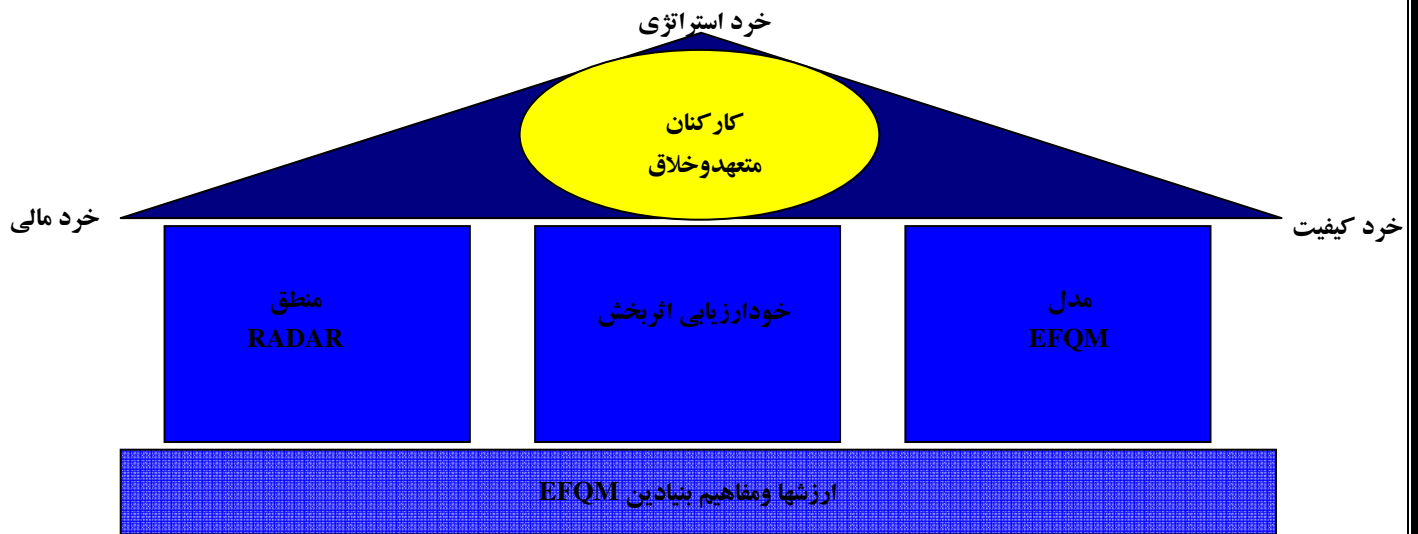 خرد استراتژی
کارکنان
متعهدوخلاق
خرد کیفیت
خرد مالی
مدل
EFQM
خودارزیابی اثربخش
منطق
RADAR
ارزشها ومفاهیم بنیادین EFQM